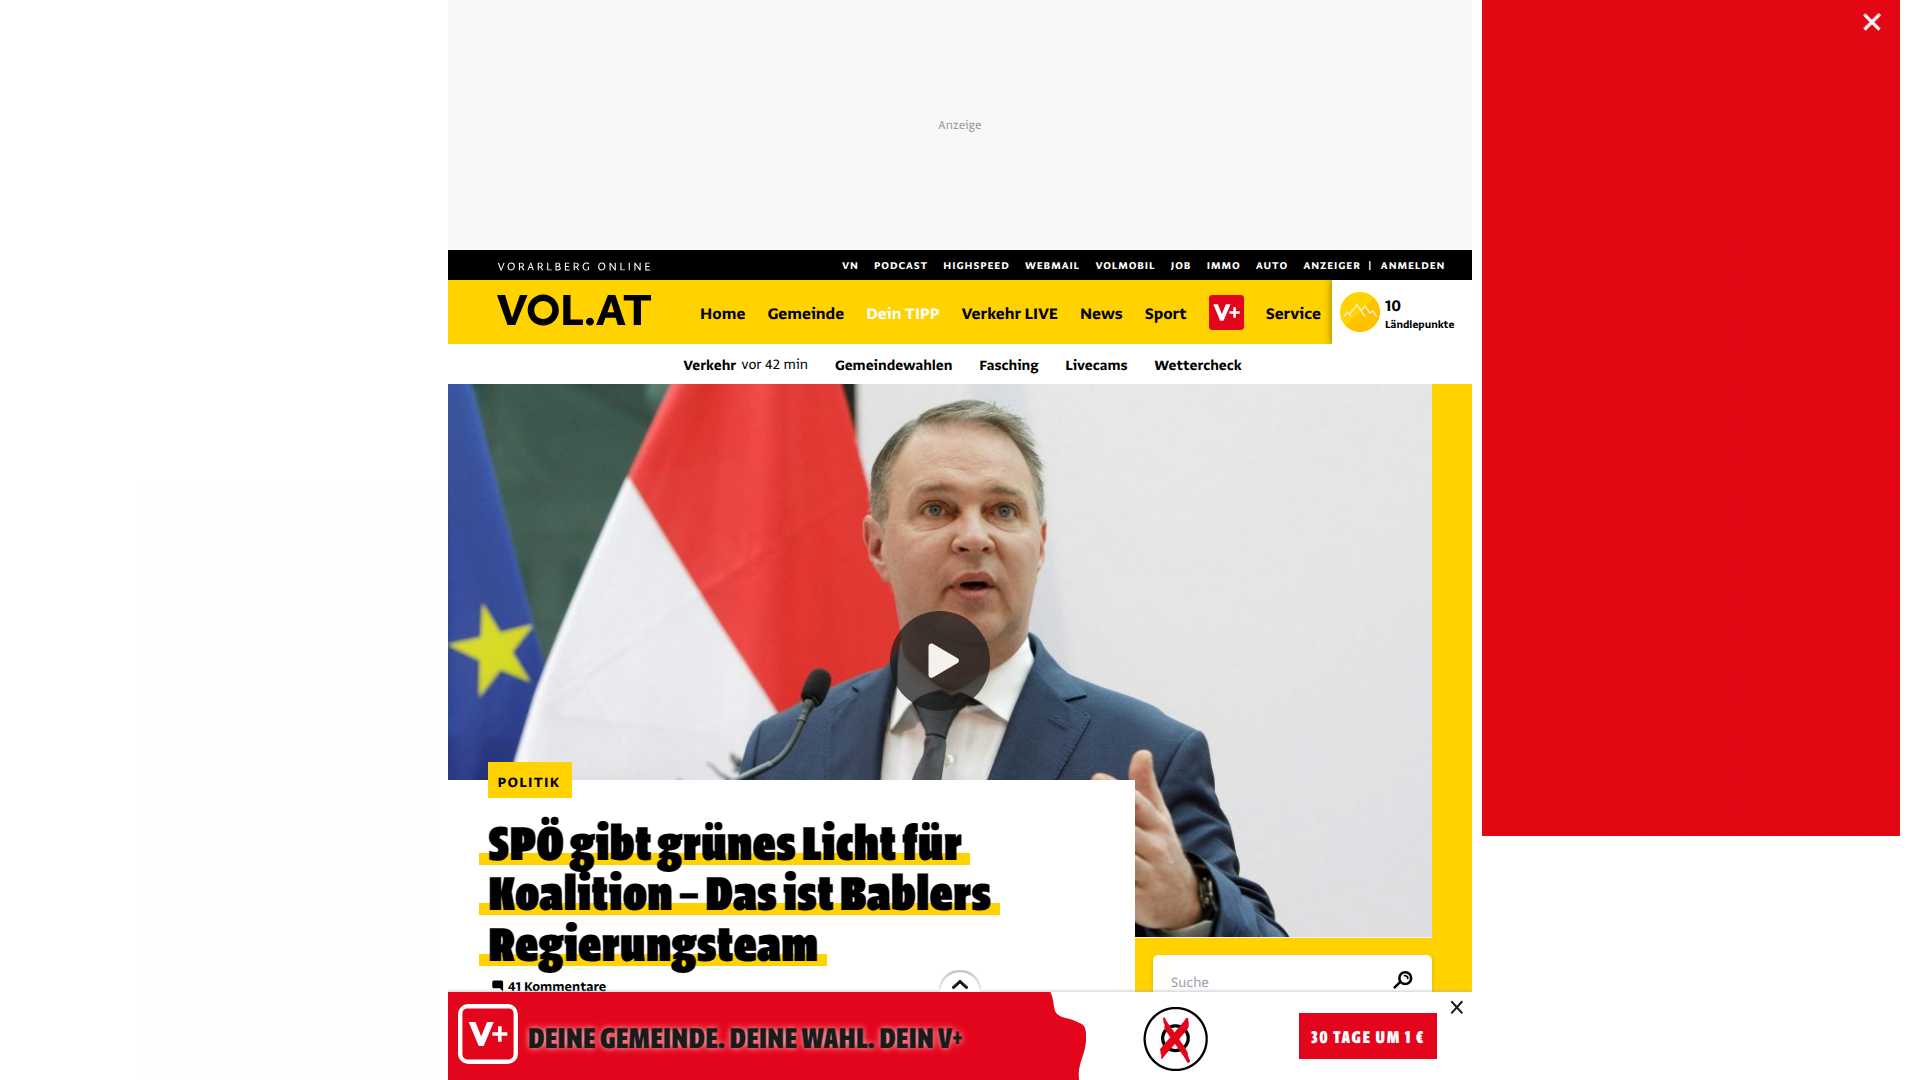 Anzeige
VORARLBERG ONLINE
VN PODCAST HIGHSPEED WEBMAIL VOLMOBIL JOB IMMO AUTO ANZEIGER | ANMELDEN
VOL.AT
Home Gemeinde Dein TIPP Verkehr LIVE News Sport V+ Service
10
Ländlepunkte
Verkehr vor 42 min Gemeindewahlen Fasching Livecams Wettercheck
POLITIK
SPÖ gibt grünes Licht für
Koalition – Das ist Bablers
Regierungsteam
41 Kommentare
Suche
V+ DEINE GEMEINDE. DEINE WAHL. DEIN V+
30 TAGE UM 1 €